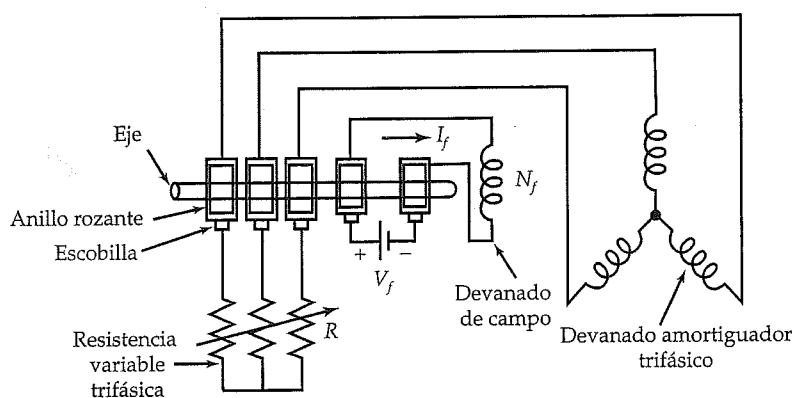 Eje
I_f
N_f
Anillo rozante
Escobilla
+
−
V_f
Devanado
de campo
Devanado amortiguador
trifásico
Resistencia
variable
trifásica
R